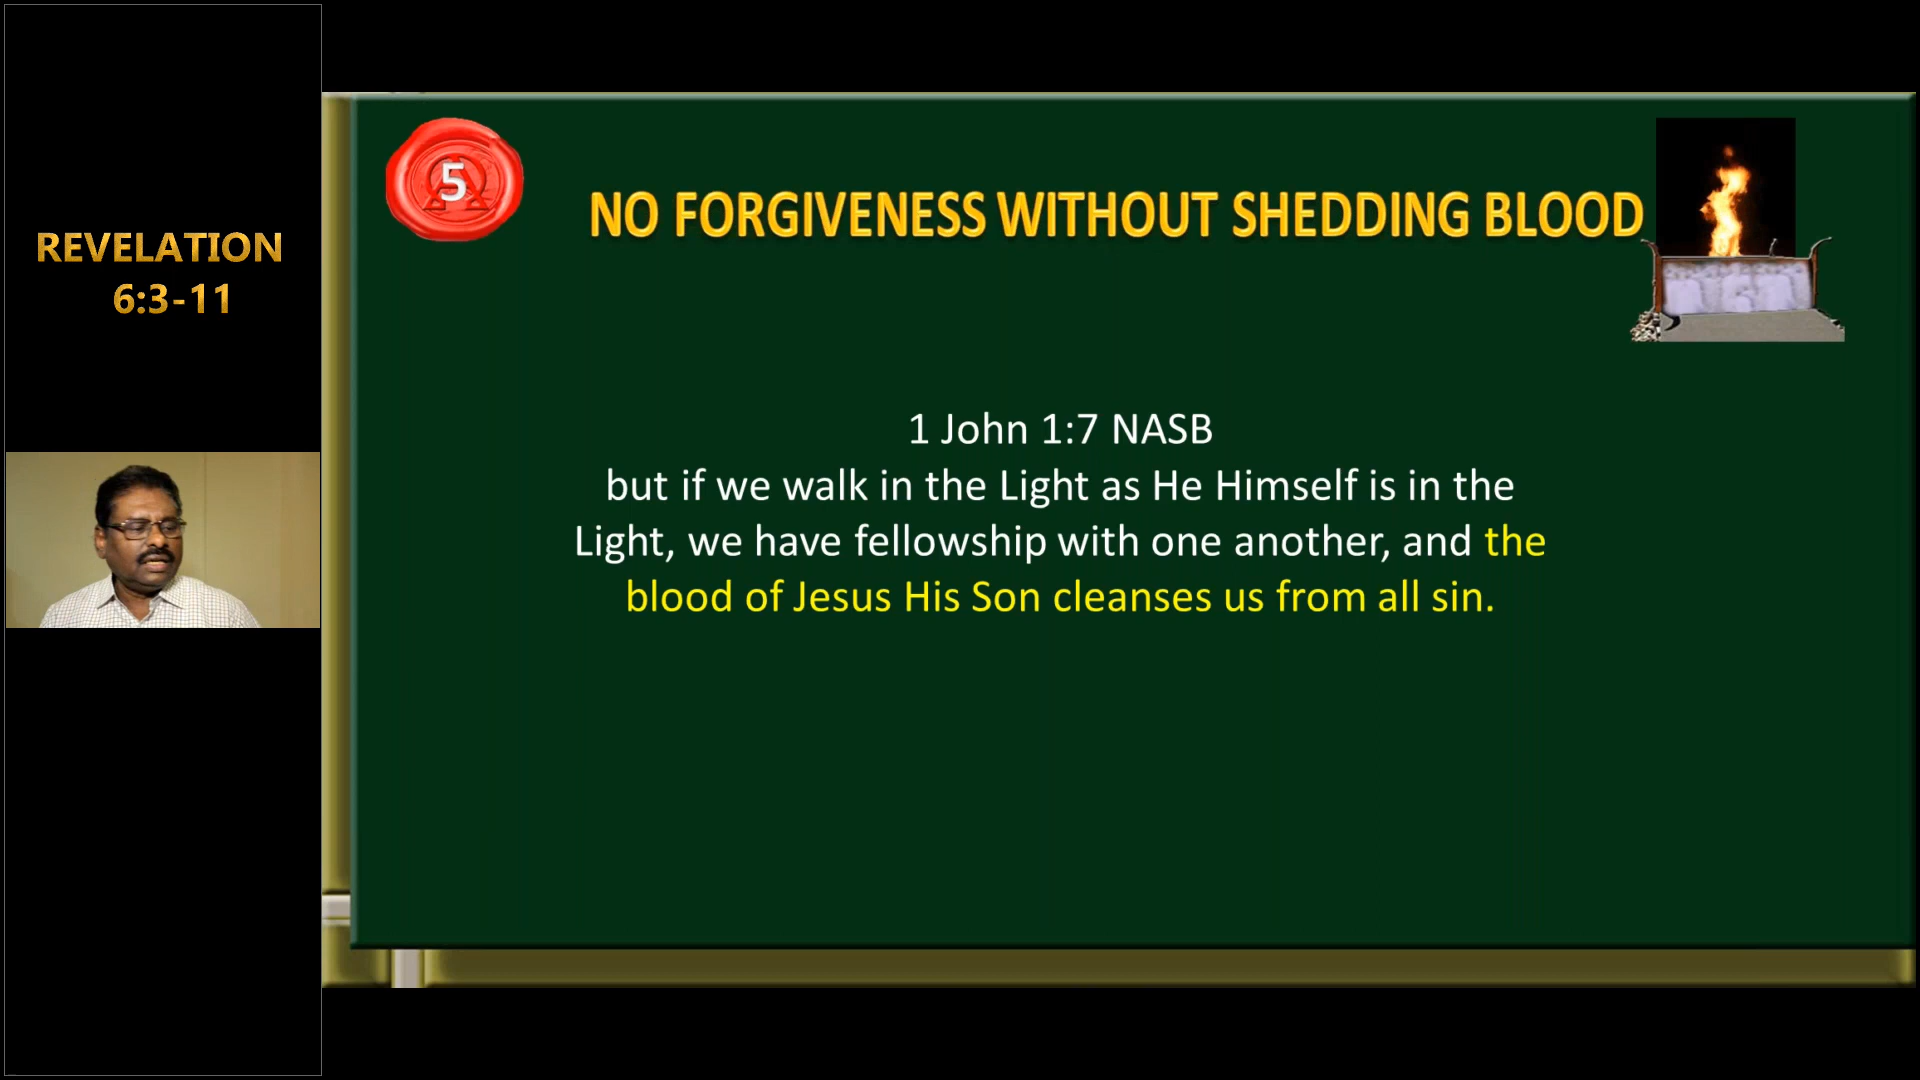 REVELATION
6:3-11
5
NO FORGIVENESS WITHOUT SHEDDING BLOOD
1 John 1:7 NASB
but if we walk in the Light as He Himself is in the
Light, we have fellowship with one another, and the
blood of Jesus His Son cleanses us from all sin.